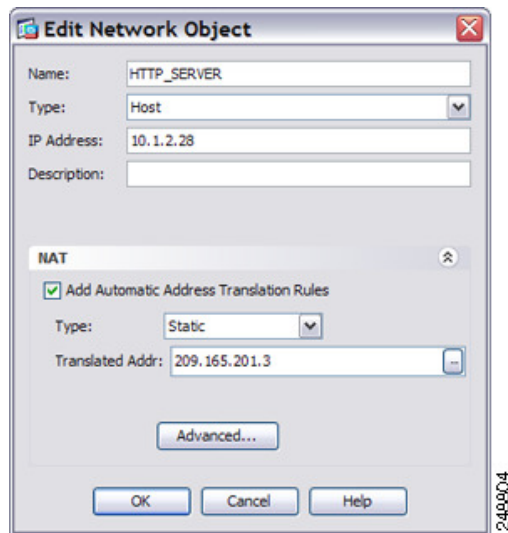 Edit Network Object
Name: HTTP_SERVER
Type: Host
IP Address: 10.1.2.28
Description:
NAT
Add Automatic Address Translation Rules
Type: Static
Translated Addr: 209.165.201.3 ...
Advanced...
OK Cancel Help
248804